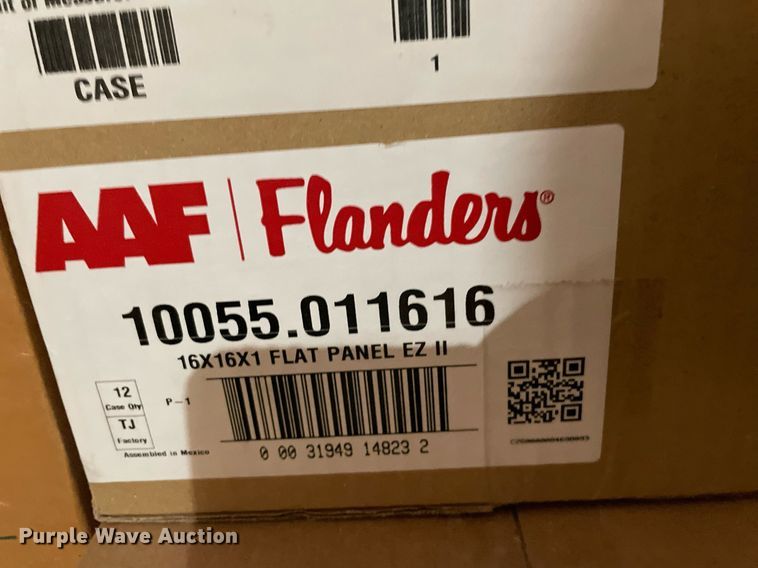 CASE
1
AAF Flanders®
10055.011616
16X16X1 FLAT PANEL EZ II
12
Case Qty
P-1
TJ
Factory
Assembled in Mexico
0 00 31949 14823 2
Purple Wave Auction